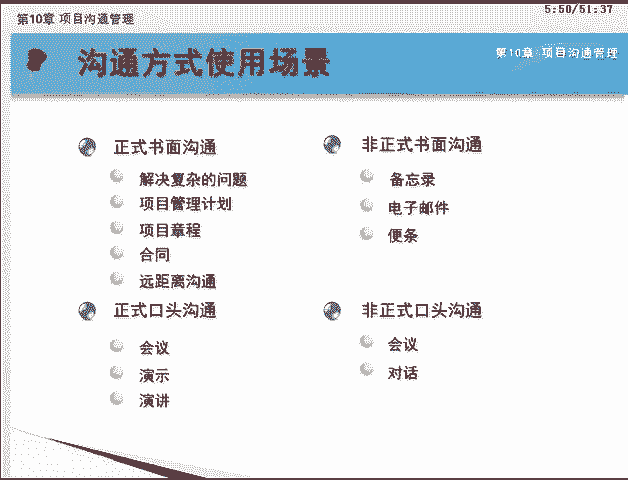 第10章 项目沟通管理
5:50/51:37
沟通方式使用场景
第10章 项目沟通管理
正式书面沟通
解决复杂的问题
项目管理计划
项目章程
合同
远距离沟通
正式口头沟通
会议
演示
演讲
非正式书面沟通
备忘录
电子邮件
便条
非正式口头沟通
会议
对话